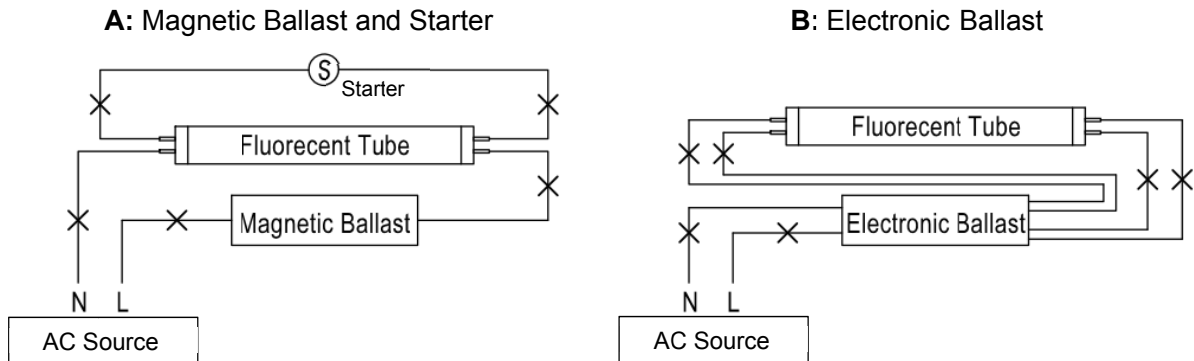 A: Magnetic Ballast and Starter
S
Starter
Fluorecent Tube
Magnetic Ballast
N L
AC Source
B: Electronic Ballast
Fluorecent Tube
Electronic Ballast
N L
AC Source